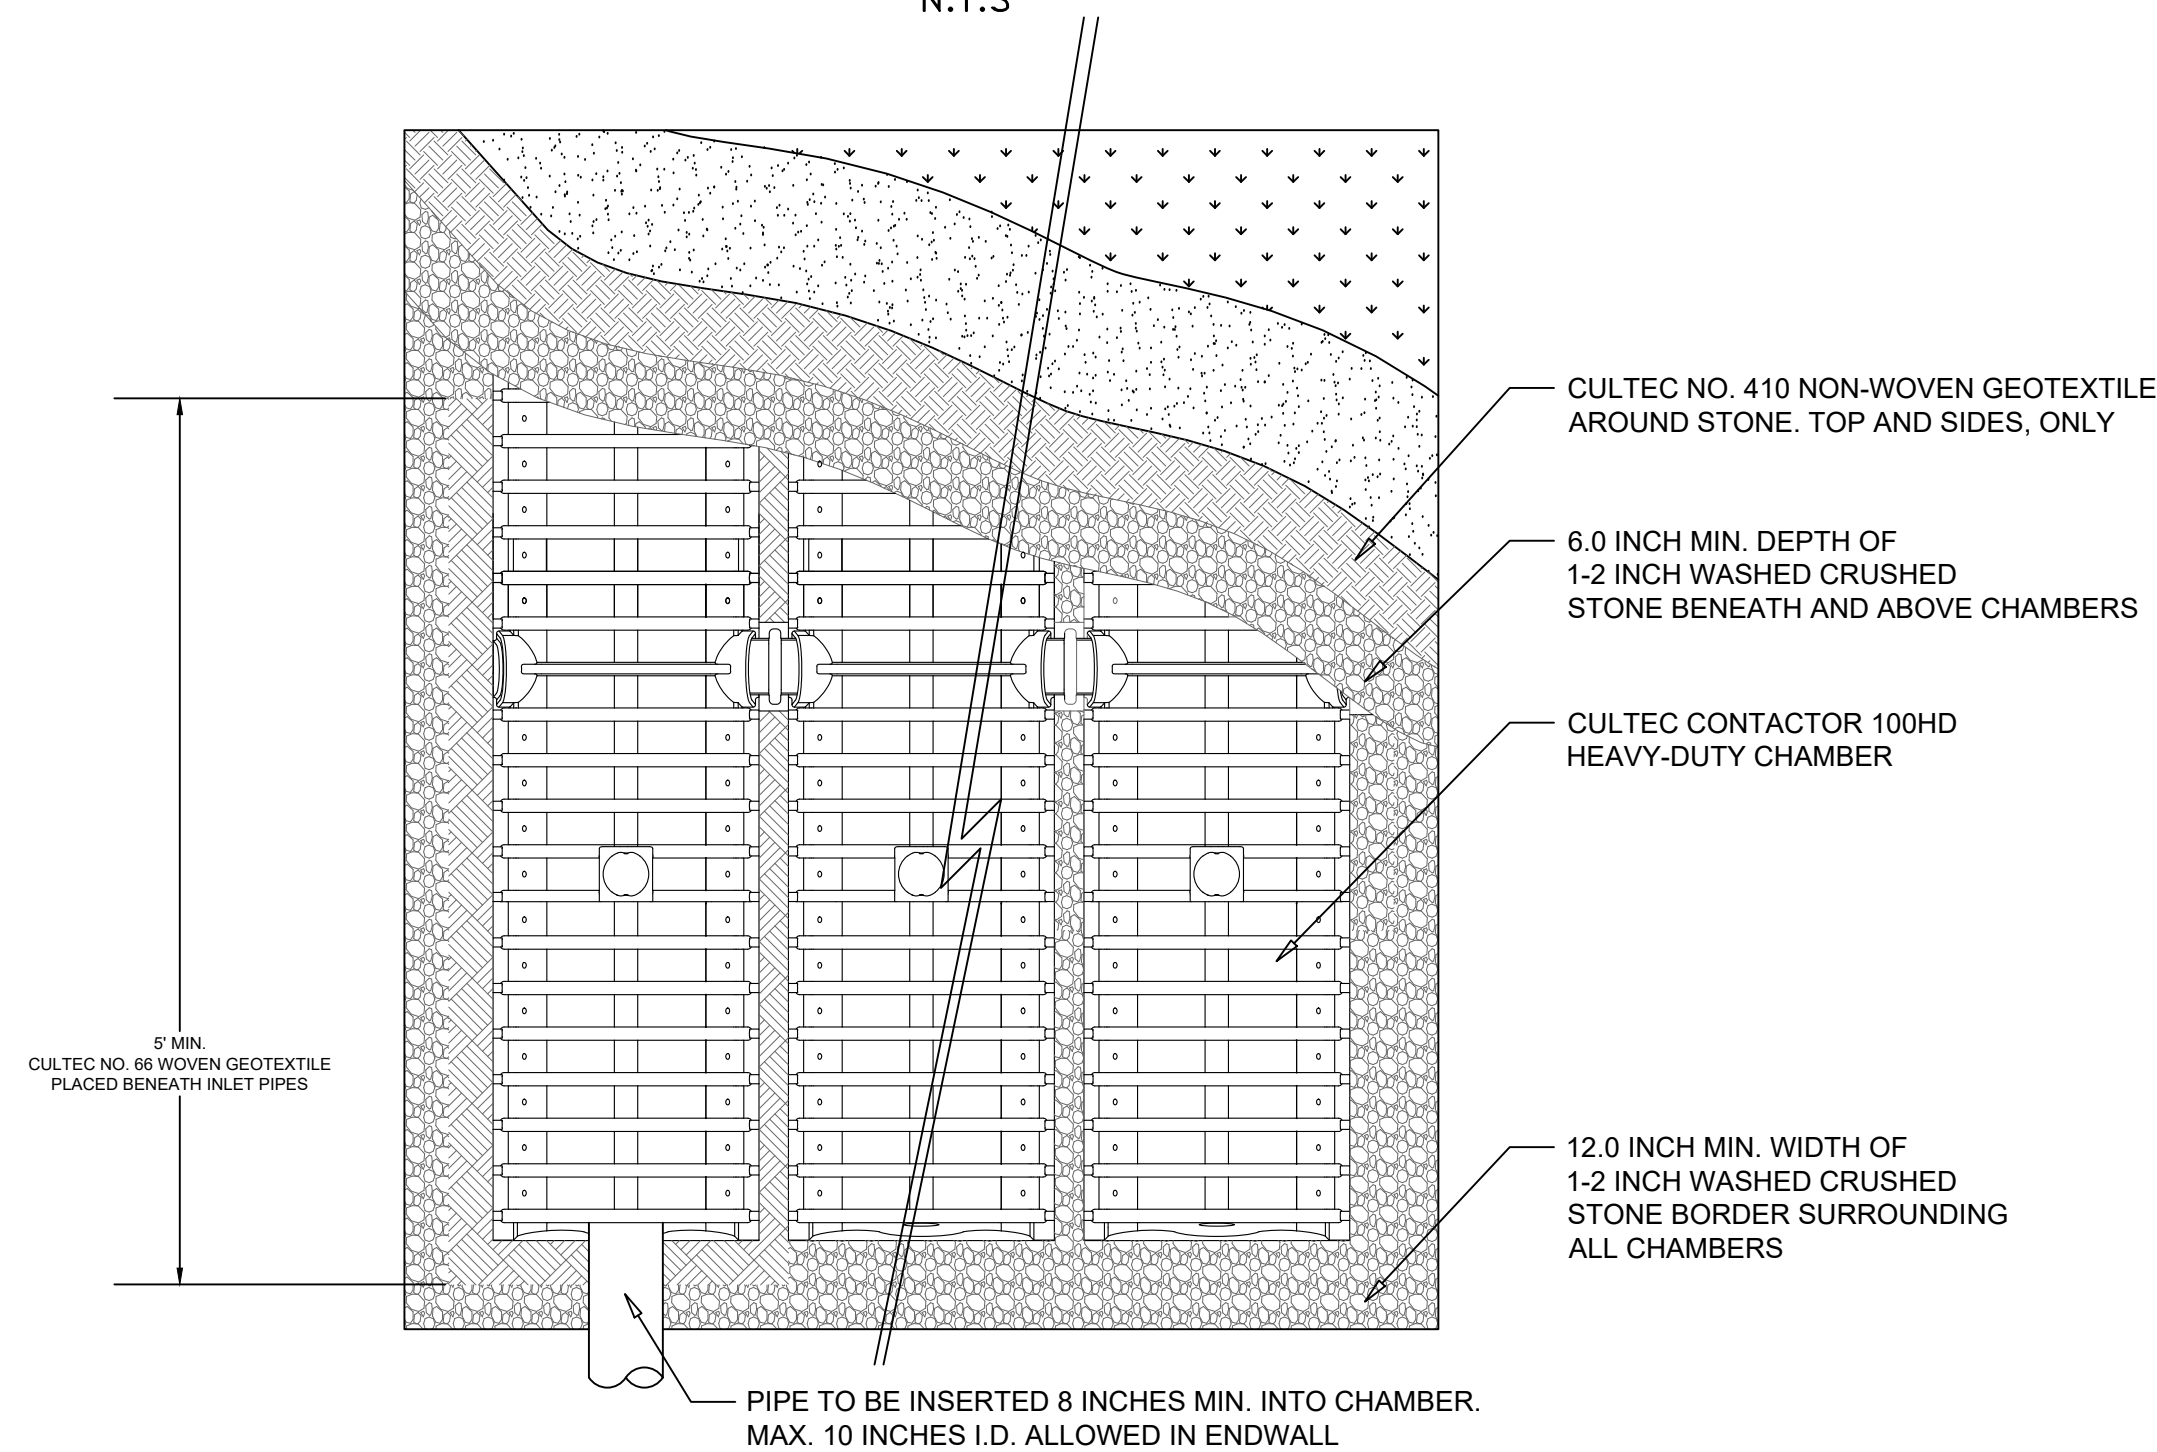 N.T.S
CULTEC NO. 410 NON-WOVEN GEOTEXTILE
AROUND STONE. TOP AND SIDES, ONLY
6.0 INCH MIN. DEPTH OF
1-2 INCH WASHED CRUSHED
STONE BENEATH AND ABOVE CHAMBERS
CULTEC CONTACTOR 100HD
HEAVY-DUTY CHAMBER
5' MIN.
CULTEC NO. 66 WOVEN GEOTEXTILE
PLACED BENEATH INLET PIPES
12.0 INCH MIN. WIDTH OF
1-2 INCH WASHED CRUSHED
STONE BORDER SURROUNDING
ALL CHAMBERS
PIPE TO BE INSERTED 8 INCHES MIN. INTO CHAMBER.
MAX. 10 INCHES I.D. ALLOWED IN ENDWALL